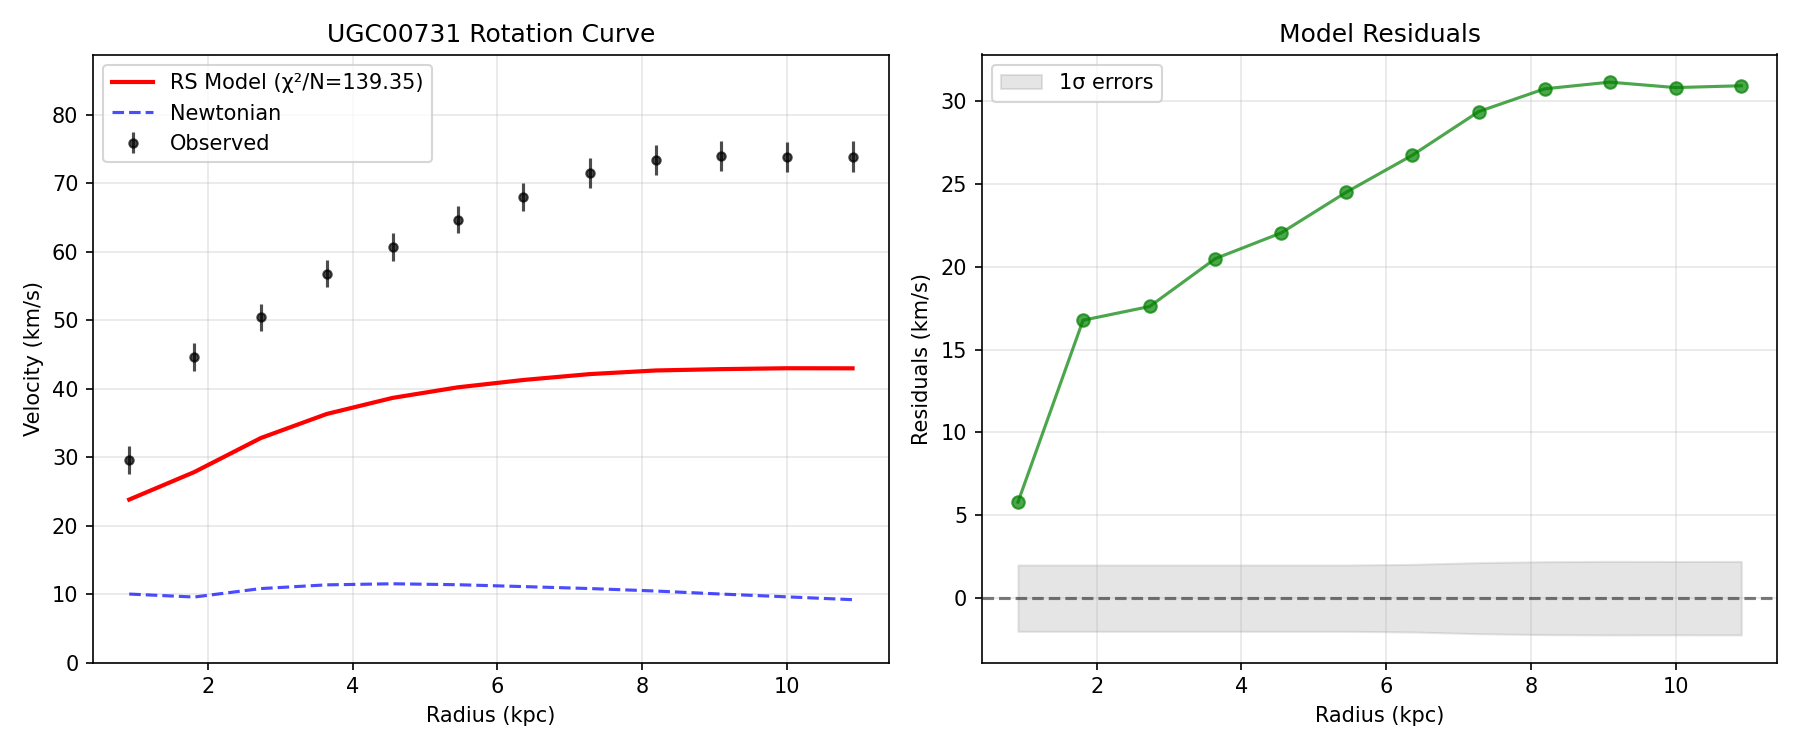 UGC00731 Rotation Curve
RS Model (χ²/N=139.35)
Newtonian
Observed
Velocity (km/s)
80
70
60
50
40
30
20
10
0
2 4 6 8 10
Radius (kpc)
Model Residuals
1σ errors
Residuals (km/s)
30
25
20
15
10
5
0
2 4 6 8 10
Radius (kpc)